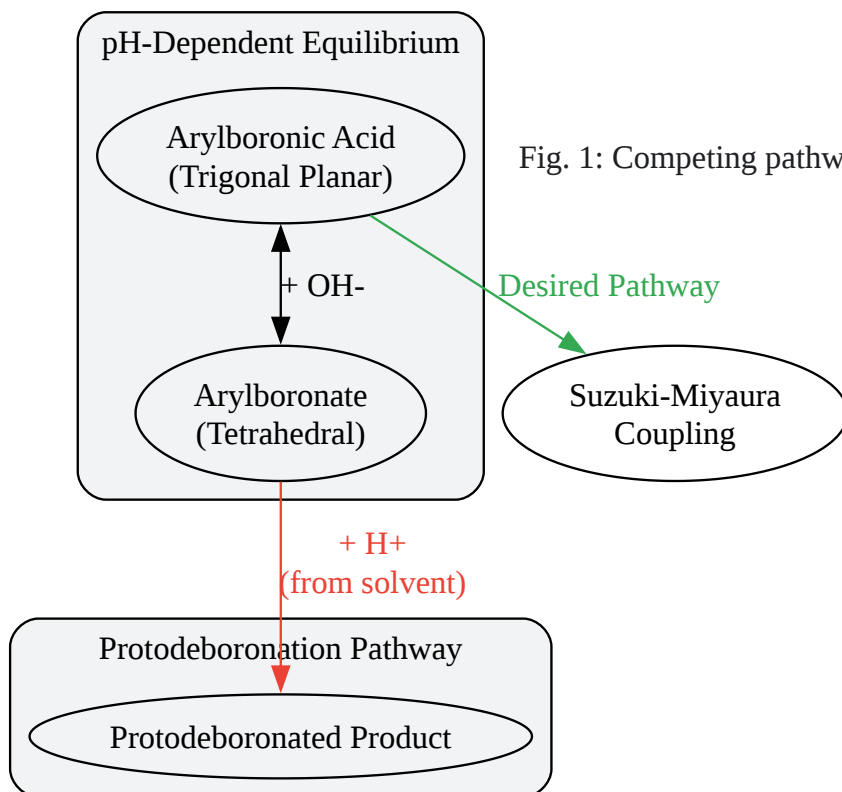 pH-Dependent Equilibrium
Arylboronic Acid
(Trigonal Planar)
Fig. 1: Competing
+ OH-
Desired Pathway
Arylboronate
(Tetrahedral)
Suzuki-Miyaura
Coupling
+ H+
(from solvent)
Protodeboronation Pathway
Protodeboronated Product